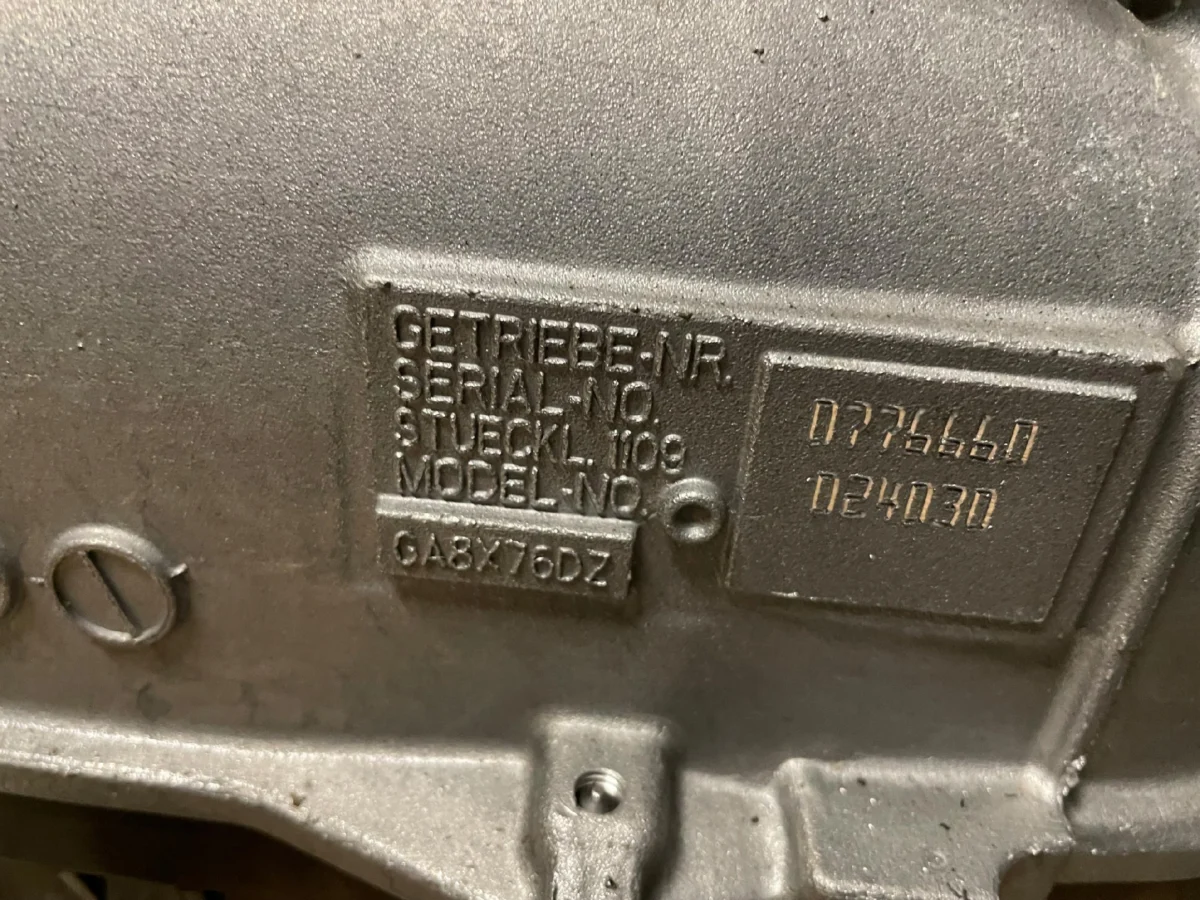 GETRIEBE-NR.
SERIAL-NO.
STUECKL. 1109
MODEL-NO.
GA8X76DZ
0776660
024030